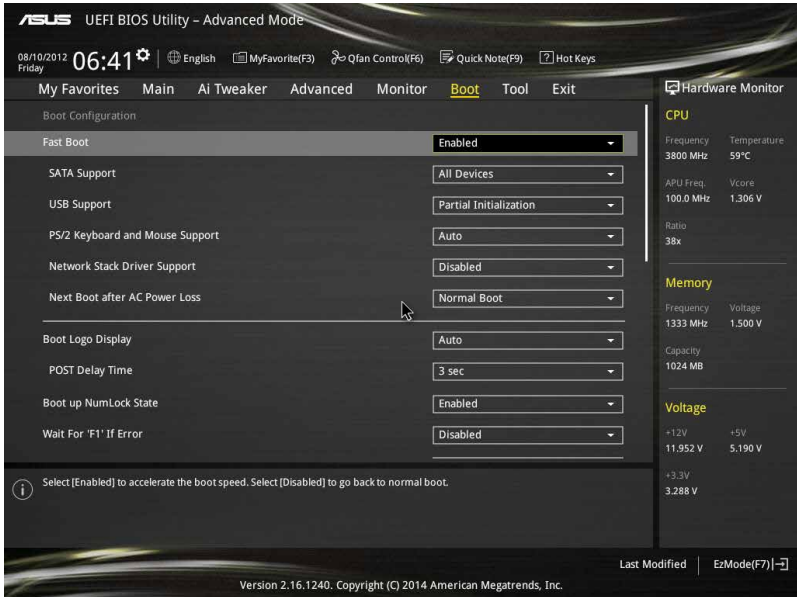 ASUS UEFI BIOS Utility – Advanced Mode
08/10/2012 Friday 06:41 English MyFavorite(F3) Qfan Control(F6) Quick Note(F9) ? Hot Keys
My Favorites Main Ai Tweaker Advanced Monitor Boot Tool Exit
Boot Configuration
Fast Boot Enabled
SATA Support All Devices
USB Support Partial Initialization
PS/2 Keyboard and Mouse Support Auto
Network Stack Driver Support Disabled
Next Boot after AC Power Loss Normal Boot
Boot Logo Display Auto
POST Delay Time 3 sec
Boot up NumLock State Enabled
Wait For 'F1' If Error Disabled
Select [Enabled] to accelerate the boot speed. Select [Disabled] to go back to normal boot.
Hardware Monitor
CPU
Frequency Temperature
3800 MHz 59°C
APU Freq. Vcore
100.0 MHz 1.306 V
Ratio
38x
Memory
Frequency Voltage
1333 MHz 1.500 V
Capacity
1024 MB
Voltage
+12V +5V
11.952 V 5.190 V
+3.3V
3.288 V
Last Modified EzMode(F7)
Version 2.16.1240. Copyright (C) 2014 American Megatrends, Inc.